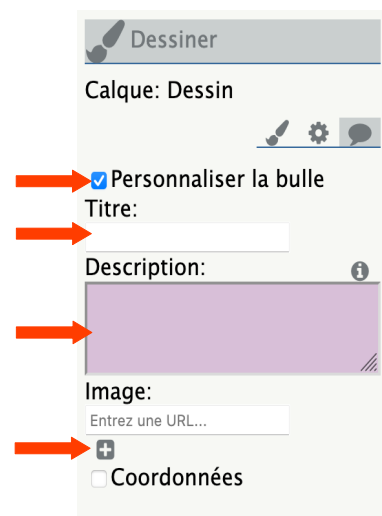 Dessiner
Calque: Dessin
Personnaliser la bulle
Titre:
Description:
Image:
Entrez une URL...
Coordonnées